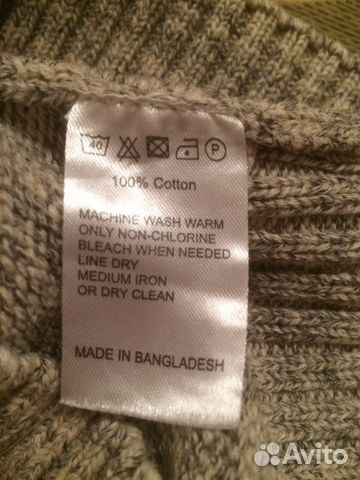 40 P
100% Cotton
MACHINE WASH WARM
ONLY NON-CHLORINE
BLEACH WHEN NEEDED
LINE DRY
MEDIUM IRON
OR DRY CLEAN
MADE IN BANGLADESH
Avito